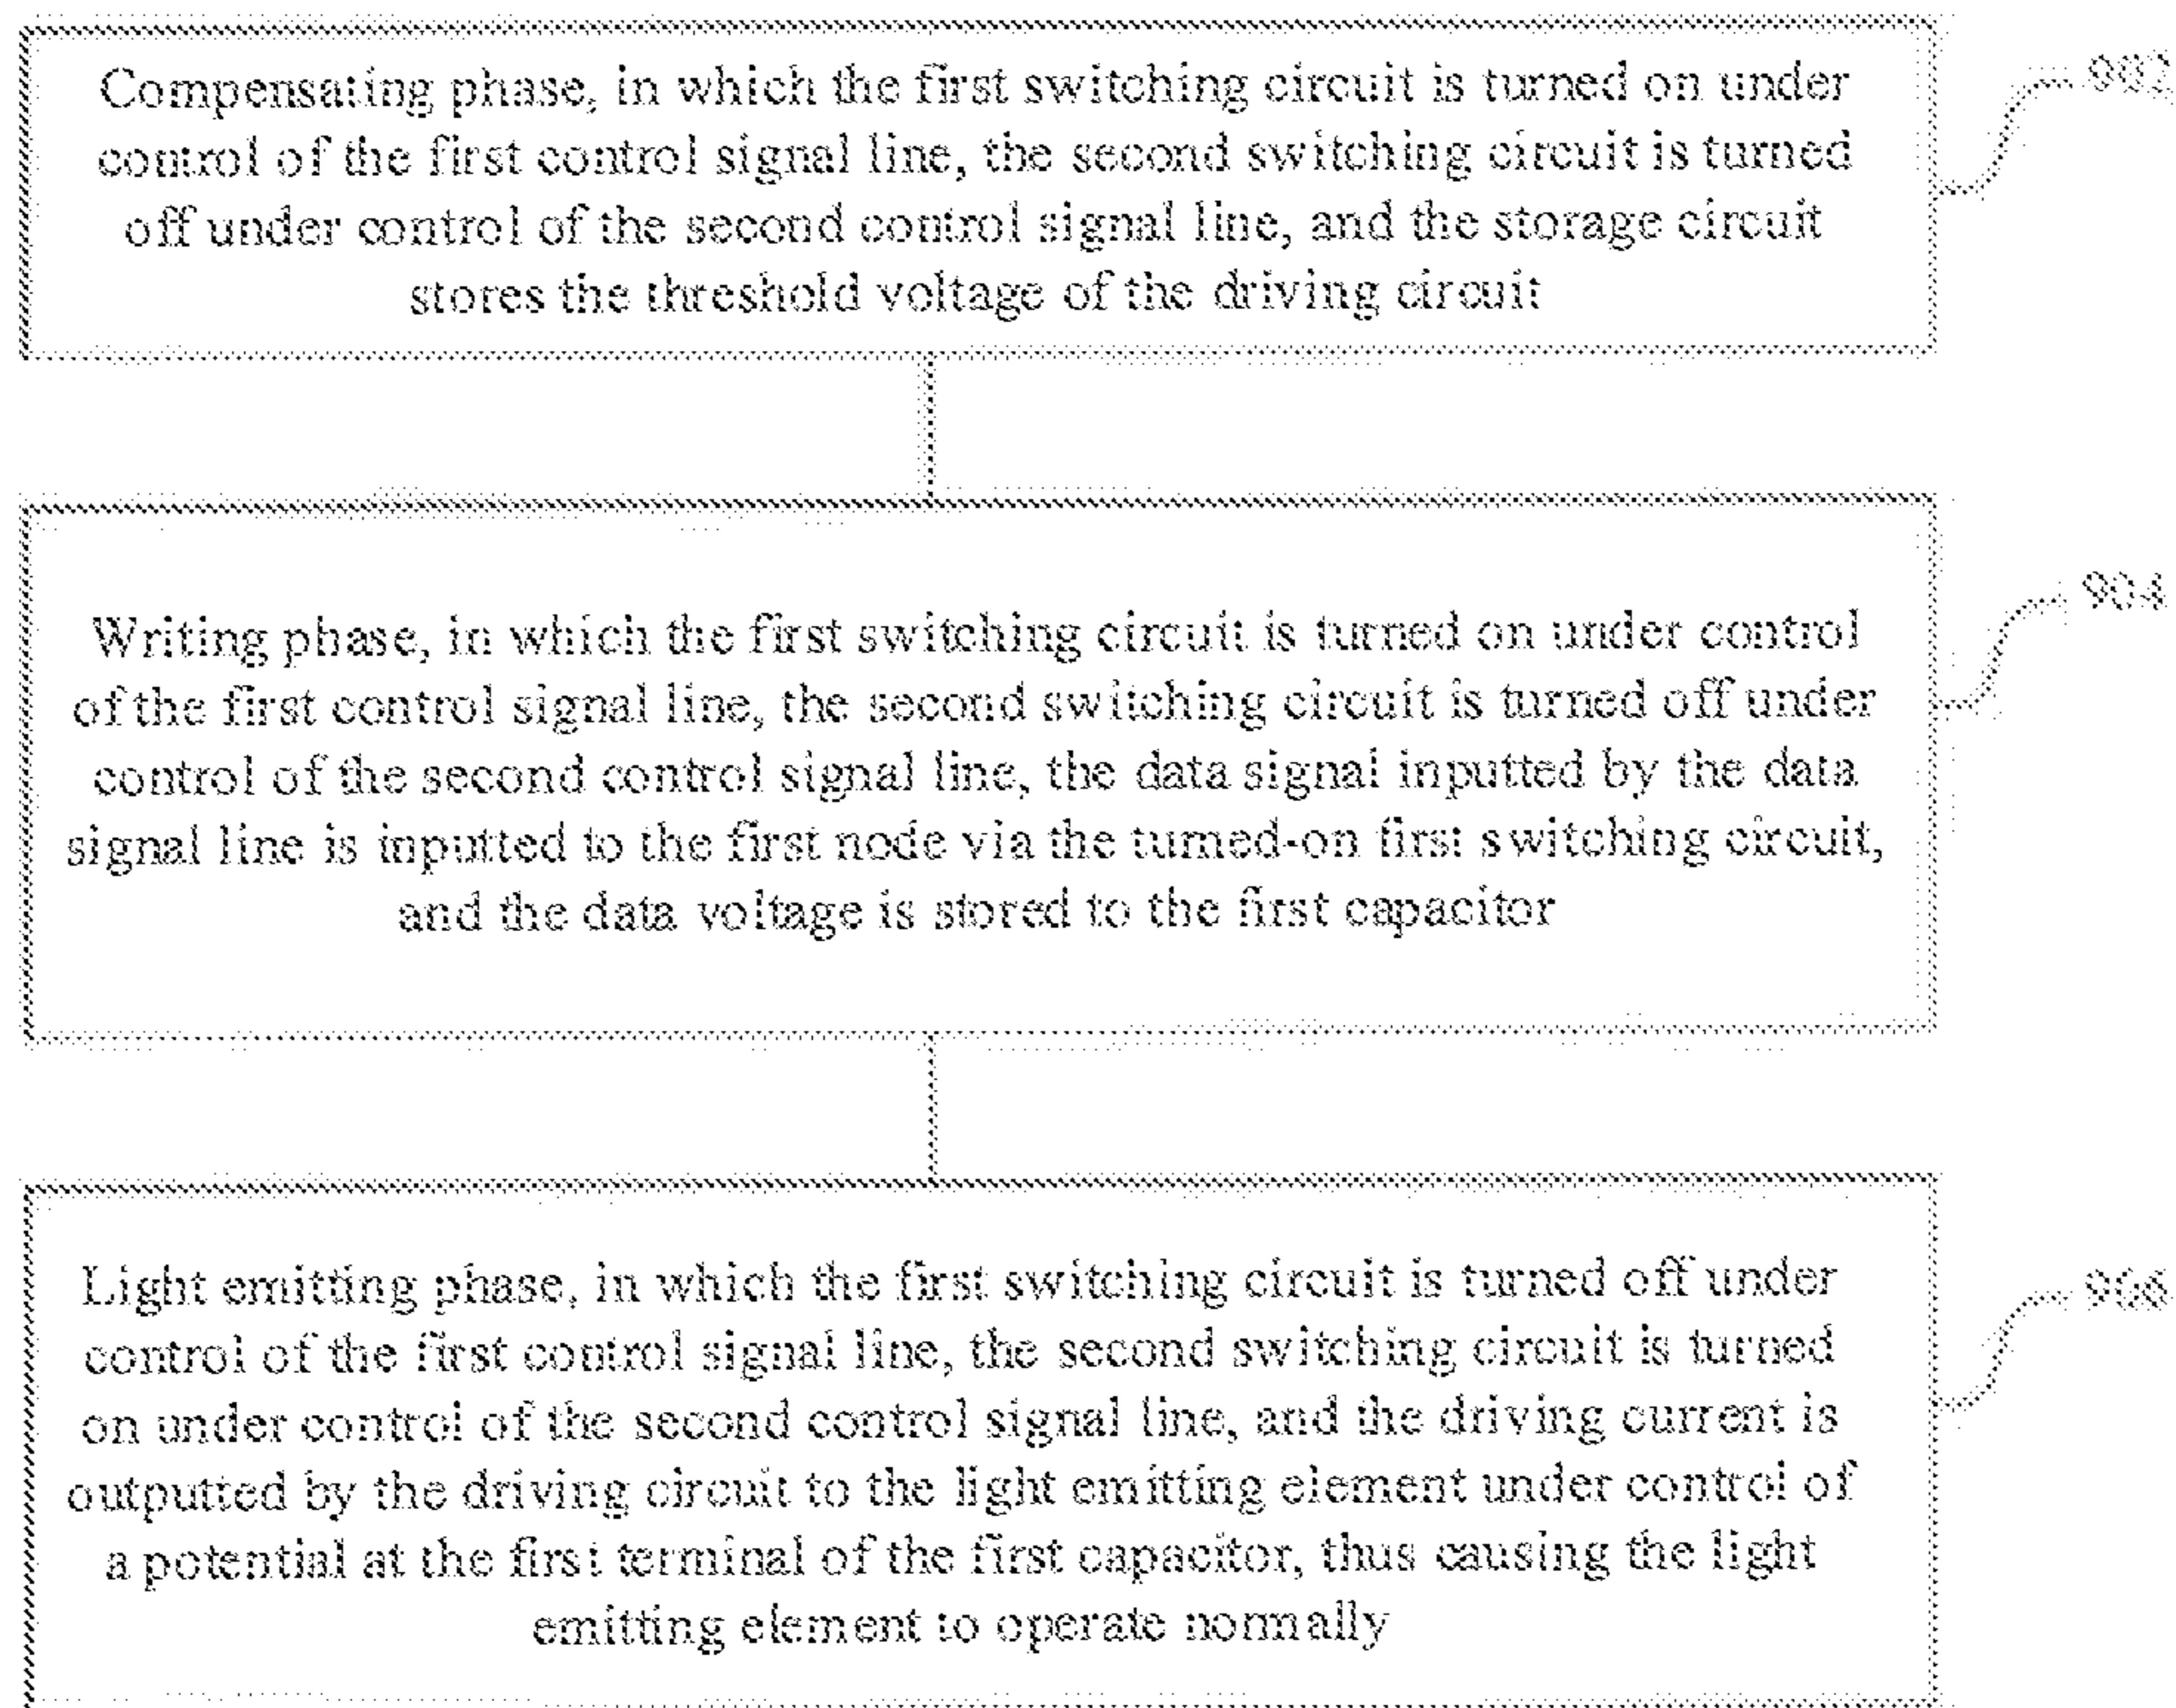 Compensating phase, in which the first switching circuit is turned on under
control of the first control signal line, the second switching circuit is turned
off under control of the second control signal line, and the storage circuit
stores the threshold voltage of the driving circuit
902
Writing phase, in which the first switching circuit is turned on under control
of the first control signal line, the second switching circuit is turned off under
control of the second control signal line, the data signal inputted by the data
signal line is inputted to the first node via the turned-on first switching circuit,
and the data voltage is stored to the first capacitor
904
Light emitting phase, in which the first switching circuit is turned off under
control of the first control signal line, the second switching circuit is turned
on under control of the second control signal line, and the driving current is
outputted by the driving circuit to the light emitting element under control of
a potential at the first terminal of the first capacitor, thus causing the light
emitting element to operate normally
906